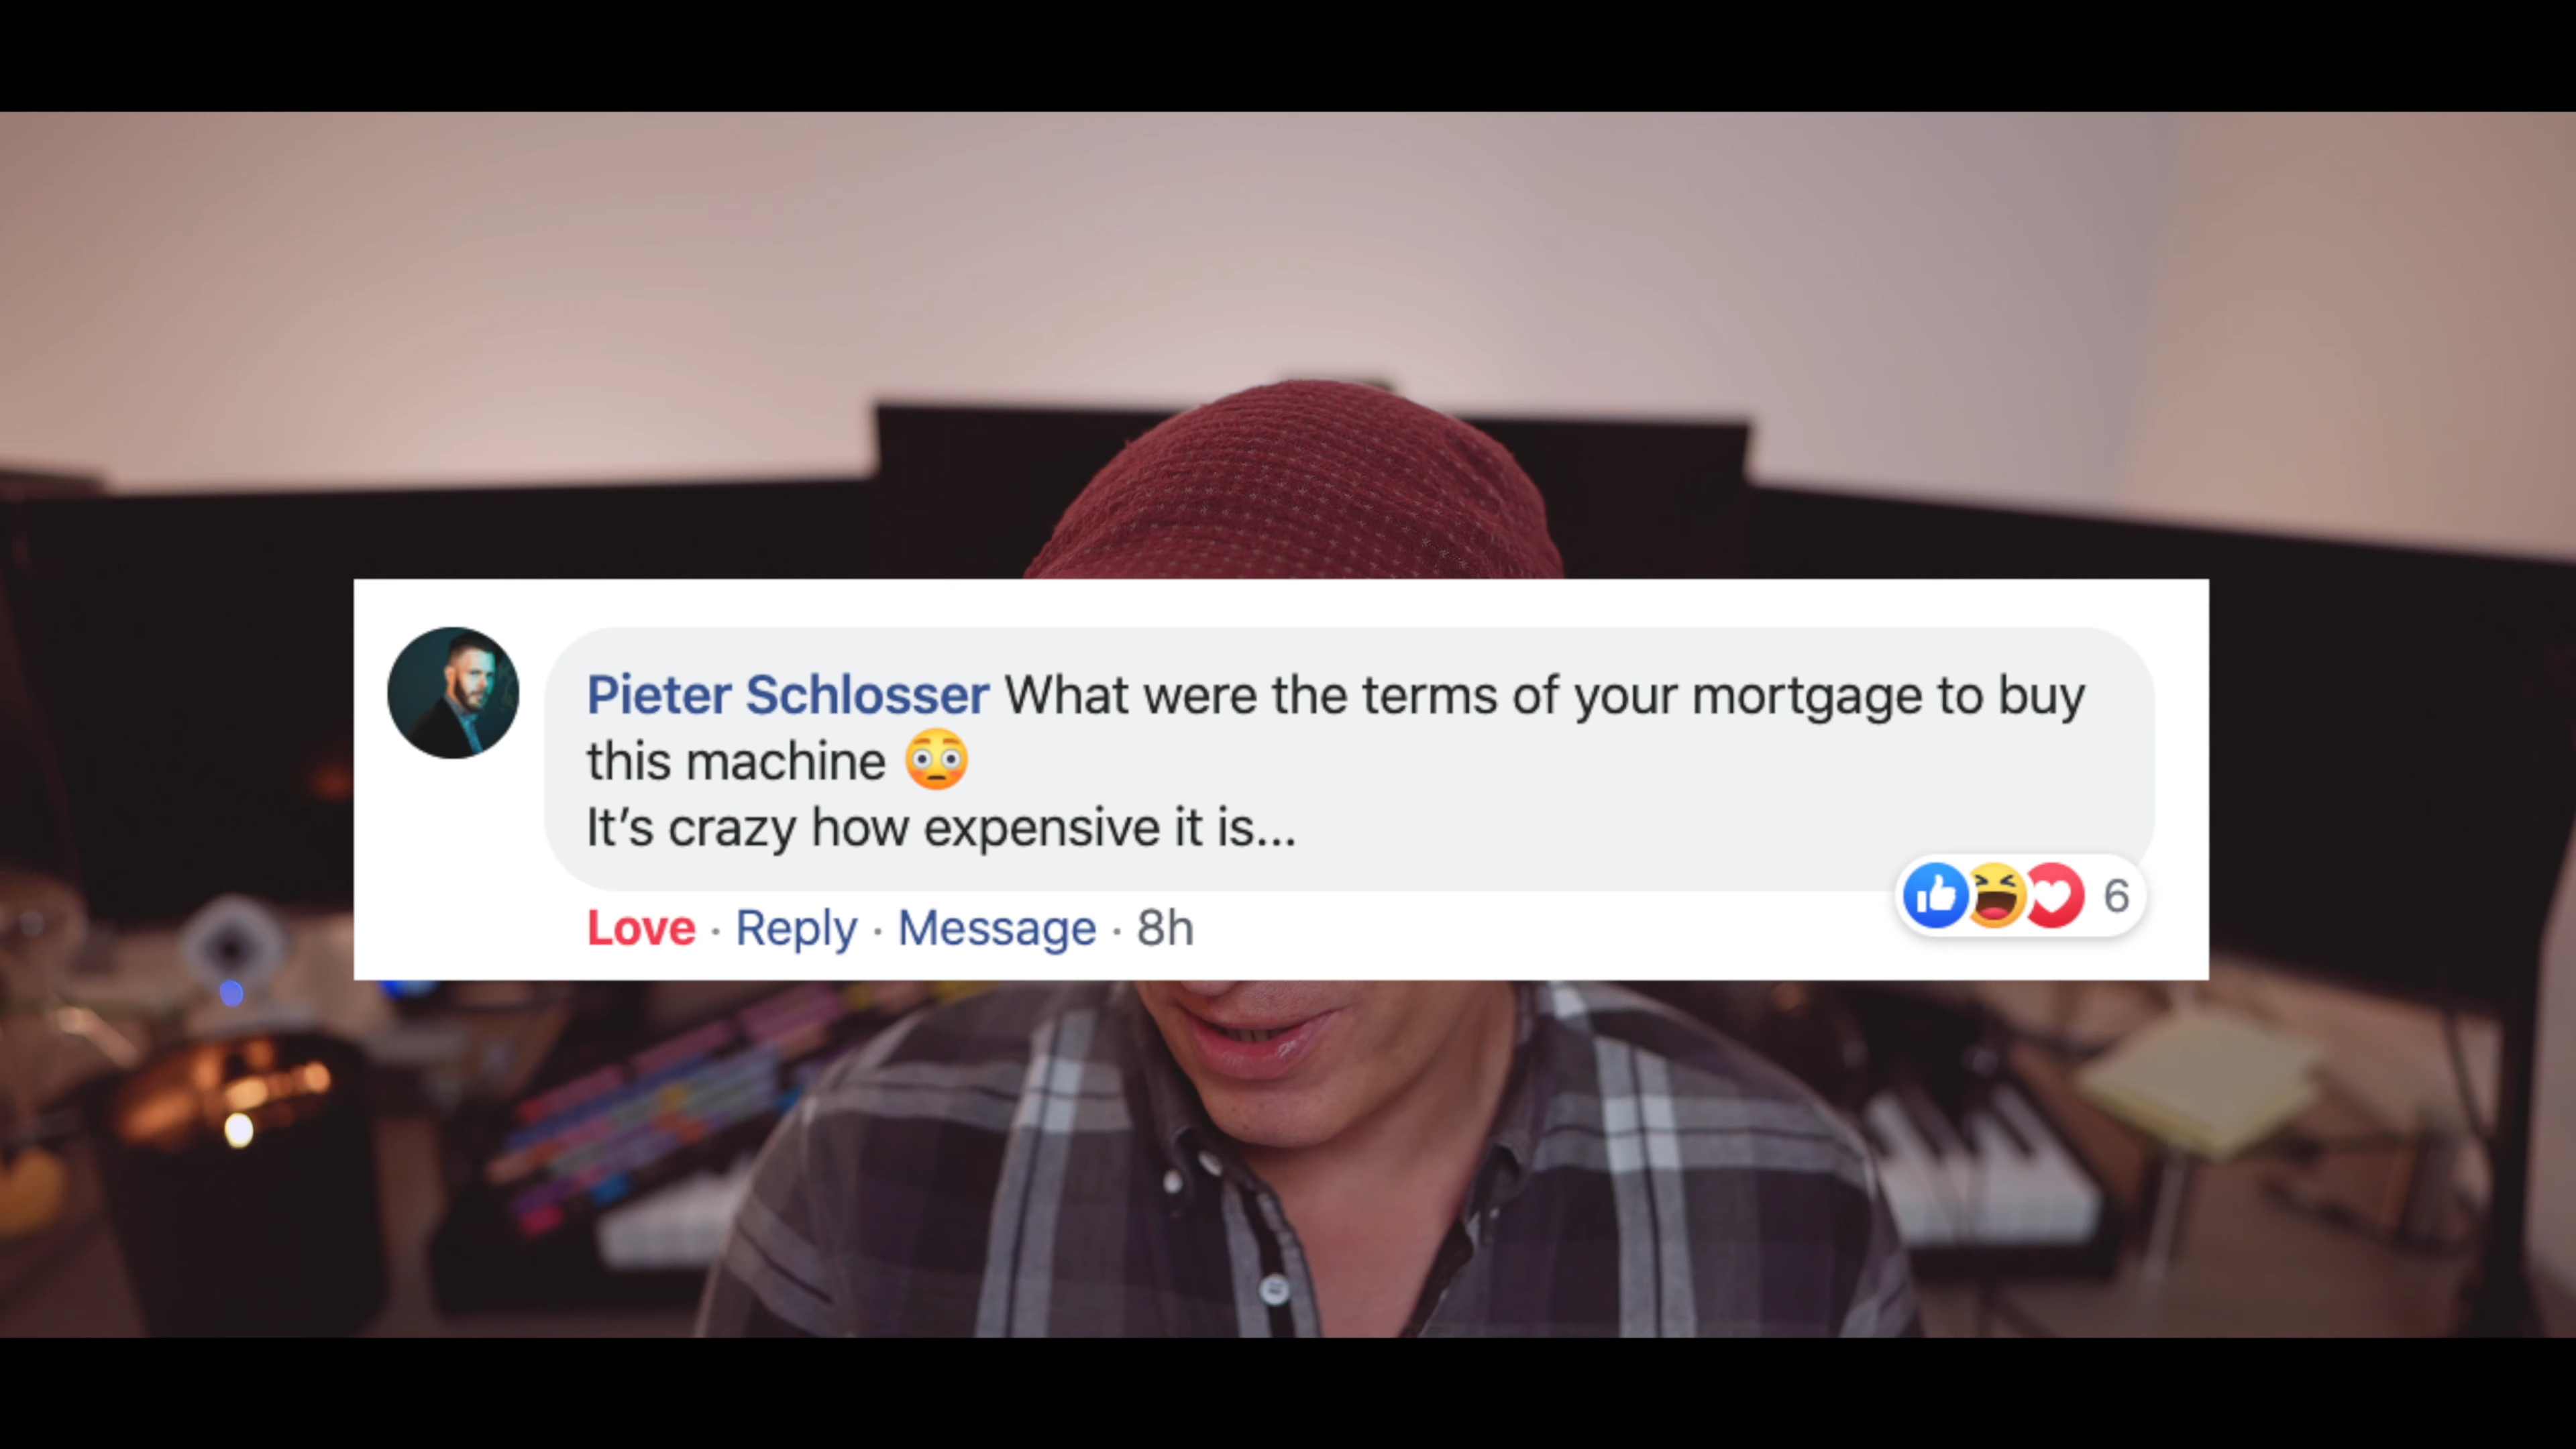 Pieter Schlosser What were the terms of your mortgage to buy
this machine 😳
It’s crazy how expensive it is...
6
Love · Reply · Message · 8h